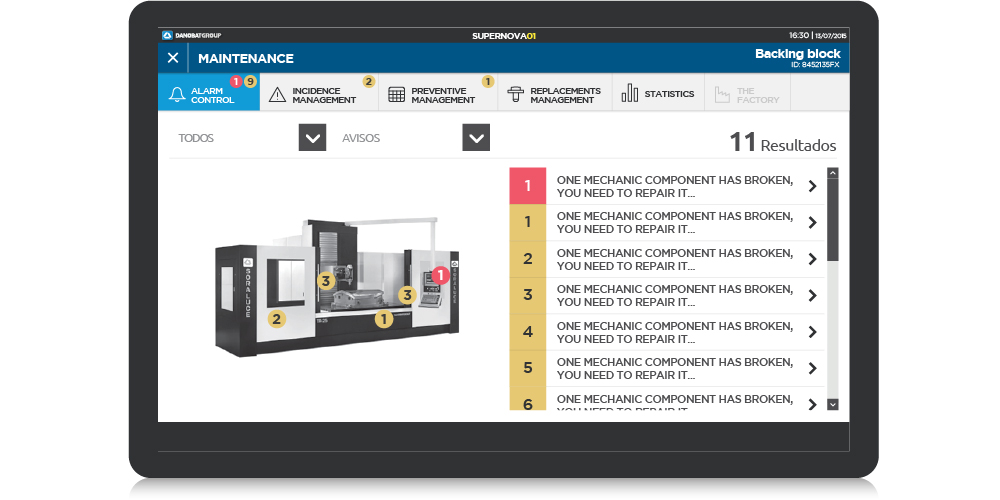 DANOBATGROUP
SUPERNOVA01
16:30 | 13/07/2015
MAINTENANCE
Backing block
ID: 8452135FX
1 9
ALARM
CONTROL
2
INCIDENCE
MANAGEMENT
1
PREVENTIVE
MANAGEMENT
REPLACEMENTS
MANAGEMENT
STATISTICS
THE
FACTORY
TODOS
AVISOS
11 Resultados
SORALUCE
SORALUCE
3
1
3
2
1
1
ONE MECHANIC COMPONENT HAS BROKEN,
YOU NEED TO REPAIR IT...
1
ONE MECHANIC COMPONENT HAS BROKEN,
YOU NEED TO REPAIR IT...
2
ONE MECHANIC COMPONENT HAS BROKEN,
YOU NEED TO REPAIR IT...
3
ONE MECHANIC COMPONENT HAS BROKEN,
YOU NEED TO REPAIR IT...
4
ONE MECHANIC COMPONENT HAS BROKEN,
YOU NEED TO REPAIR IT...
5
ONE MECHANIC COMPONENT HAS BROKEN,
YOU NEED TO REPAIR IT...
6
ONE MECHANIC COMPONENT HAS BROKEN,
YOU NEED TO REPAIR IT...